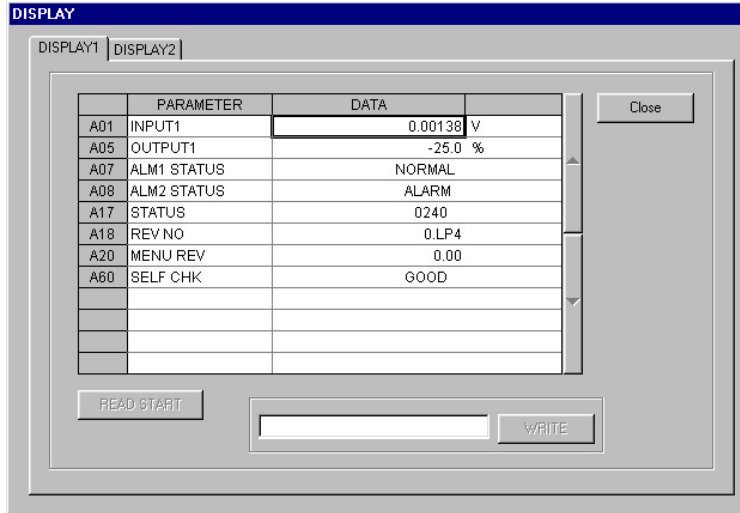 DISPLAY
DISPLAY1 DISPLAY2
PARAMETER DATA
Close
A01 INPUT1 0.00138 V
A05 OUTPUT1 -25.0 %
A07 ALM1 STATUS NORMAL
A08 ALM2 STATUS ALARM
A17 STATUS 0240
A18 REV NO 0.LP4
A20 MENU REV 0.00
A60 SELF CHK GOOD
READ START
WRITE